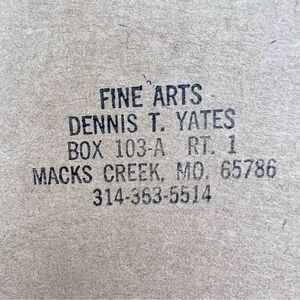 FINE ARTS
DENNIS T. YATES
BOX 103-A RT. 1
MACKS CREEK, MO. 65786
314-363-5514